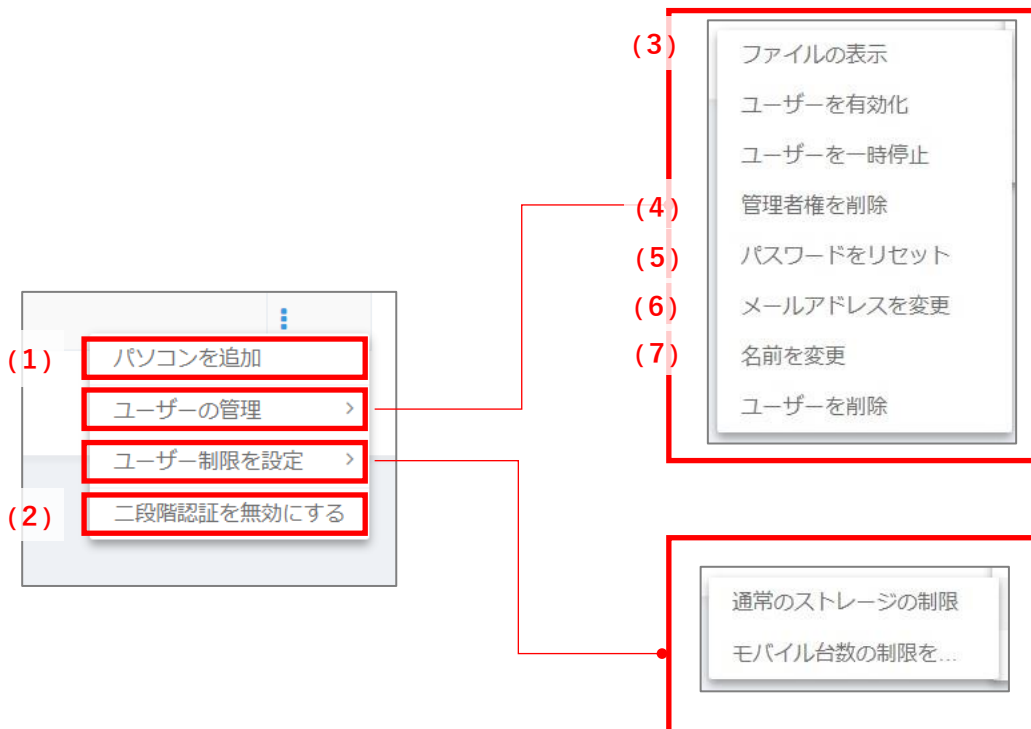 (1)
パソコンを追加
ユーザーの管理
ユーザー制限を設定
(2)
二段階認証を無効にする
(3)
ファイルの表示
ユーザーを有効化
ユーザーを一時停止
(4)
管理者権を削除
(5)
パスワードをリセット
(6)
メールアドレスを変更
(7)
名前を変更
ユーザーを削除
通常のストレージの制限
モバイル台数の制限を...